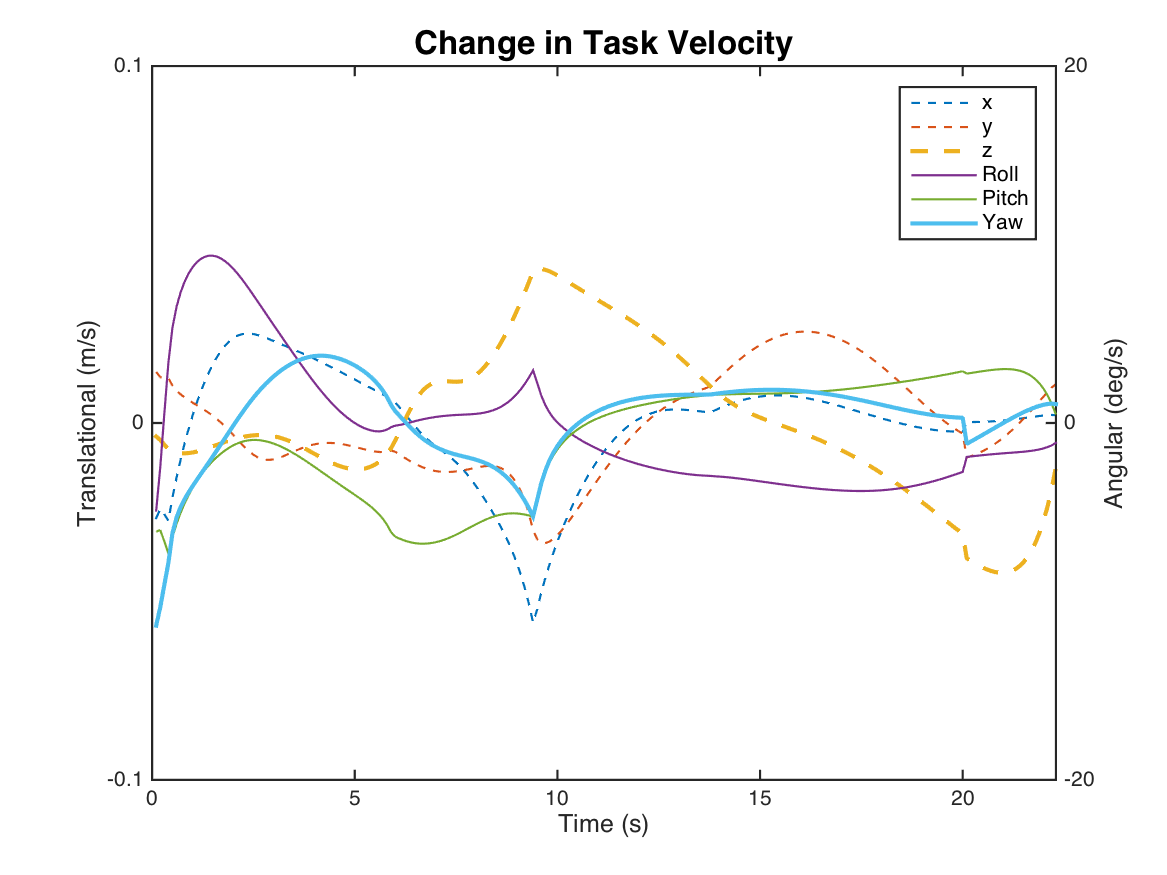 Change in Task Velocity
0.1
20
x
y
z
Roll
Pitch
Yaw
Translational (m/s)
0
0
Angular (deg/s)
-0.1
-20
0
5
10
15
20
Time (s)